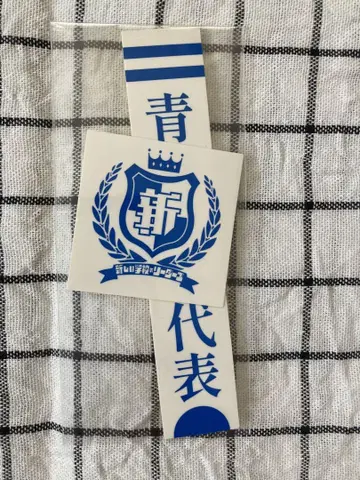 青
新
新しい学校のリーダーズ
代表